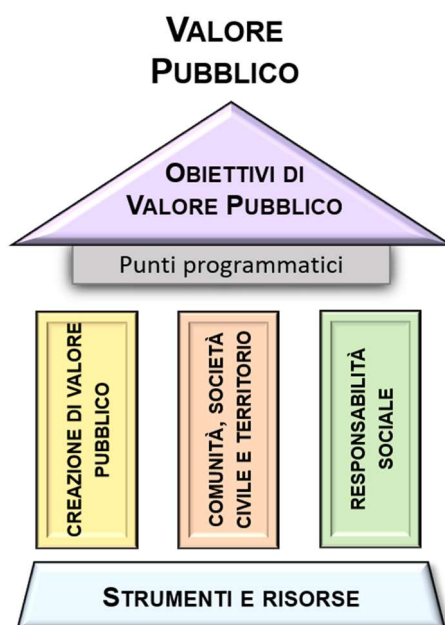 VALORE
PUBBLICO
OBIETTIVI DI
VALORE PUBBLICO
Punti programmatici
CREAZIONE DI VALORE
PUBBLICO
COMUNITÀ, SOCIETÀ
CIVILE E TERRITORIO
RESPONSABILITÀ
SOCIALE
STRUMENTI E RISORSE